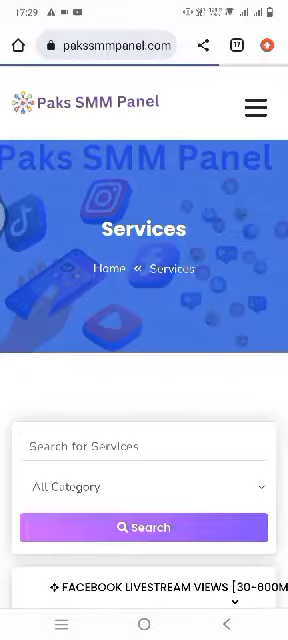 17:29
pakssmmpanel.com
17
Paks SMM Panel
Paks SMM Panel
Services
Home « Services
Search for Services
All Category
Search
❖ FACEBOOK LIVESTREAM VIEWS [30~600M